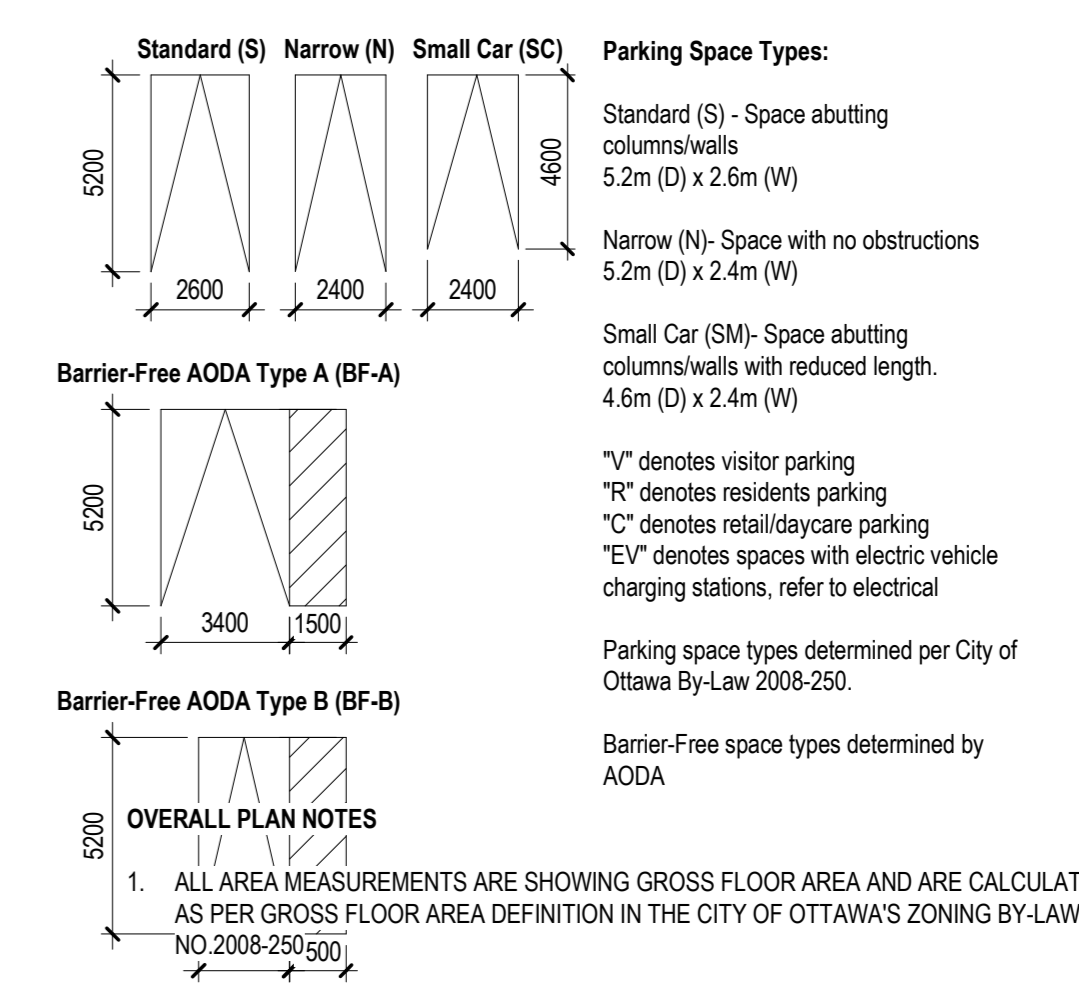 Standard (S) Narrow (N) Small Car (SC)
5200
4600
2600
2400
2400
Barrier-Free AODA Type A (BF-A)
5200
3400
1500
Barrier-Free AODA Type B (BF-B)
5200
500
Parking Space Types:
Standard (S) - Space abutting
columns/walls
5.2m (D) x 2.6m (W)
Narrow (N)- Space with no obstructions
5.2m (D) x 2.4m (W)
Small Car (SM)- Space abutting
columns/walls with reduced length.
4.6m (D) x 2.4m (W)
"V" denotes visitor parking
"R" denotes residents parking
"C" denotes retail/daycare parking
"EV" denotes spaces with electric vehicle
charging stations, refer to electrical
Parking space types determined per City of
Ottawa By-Law 2008-250.
Barrier-Free space types determined by
AODA
OVERALL PLAN NOTES
1. ALL AREA MEASUREMENTS ARE SHOWING GROSS FLOOR AREA AND ARE CALCULAT
AS PER GROSS FLOOR AREA DEFINITION IN THE CITY OF OTTAWA'S ZONING BY-LAW
NO.2008-250